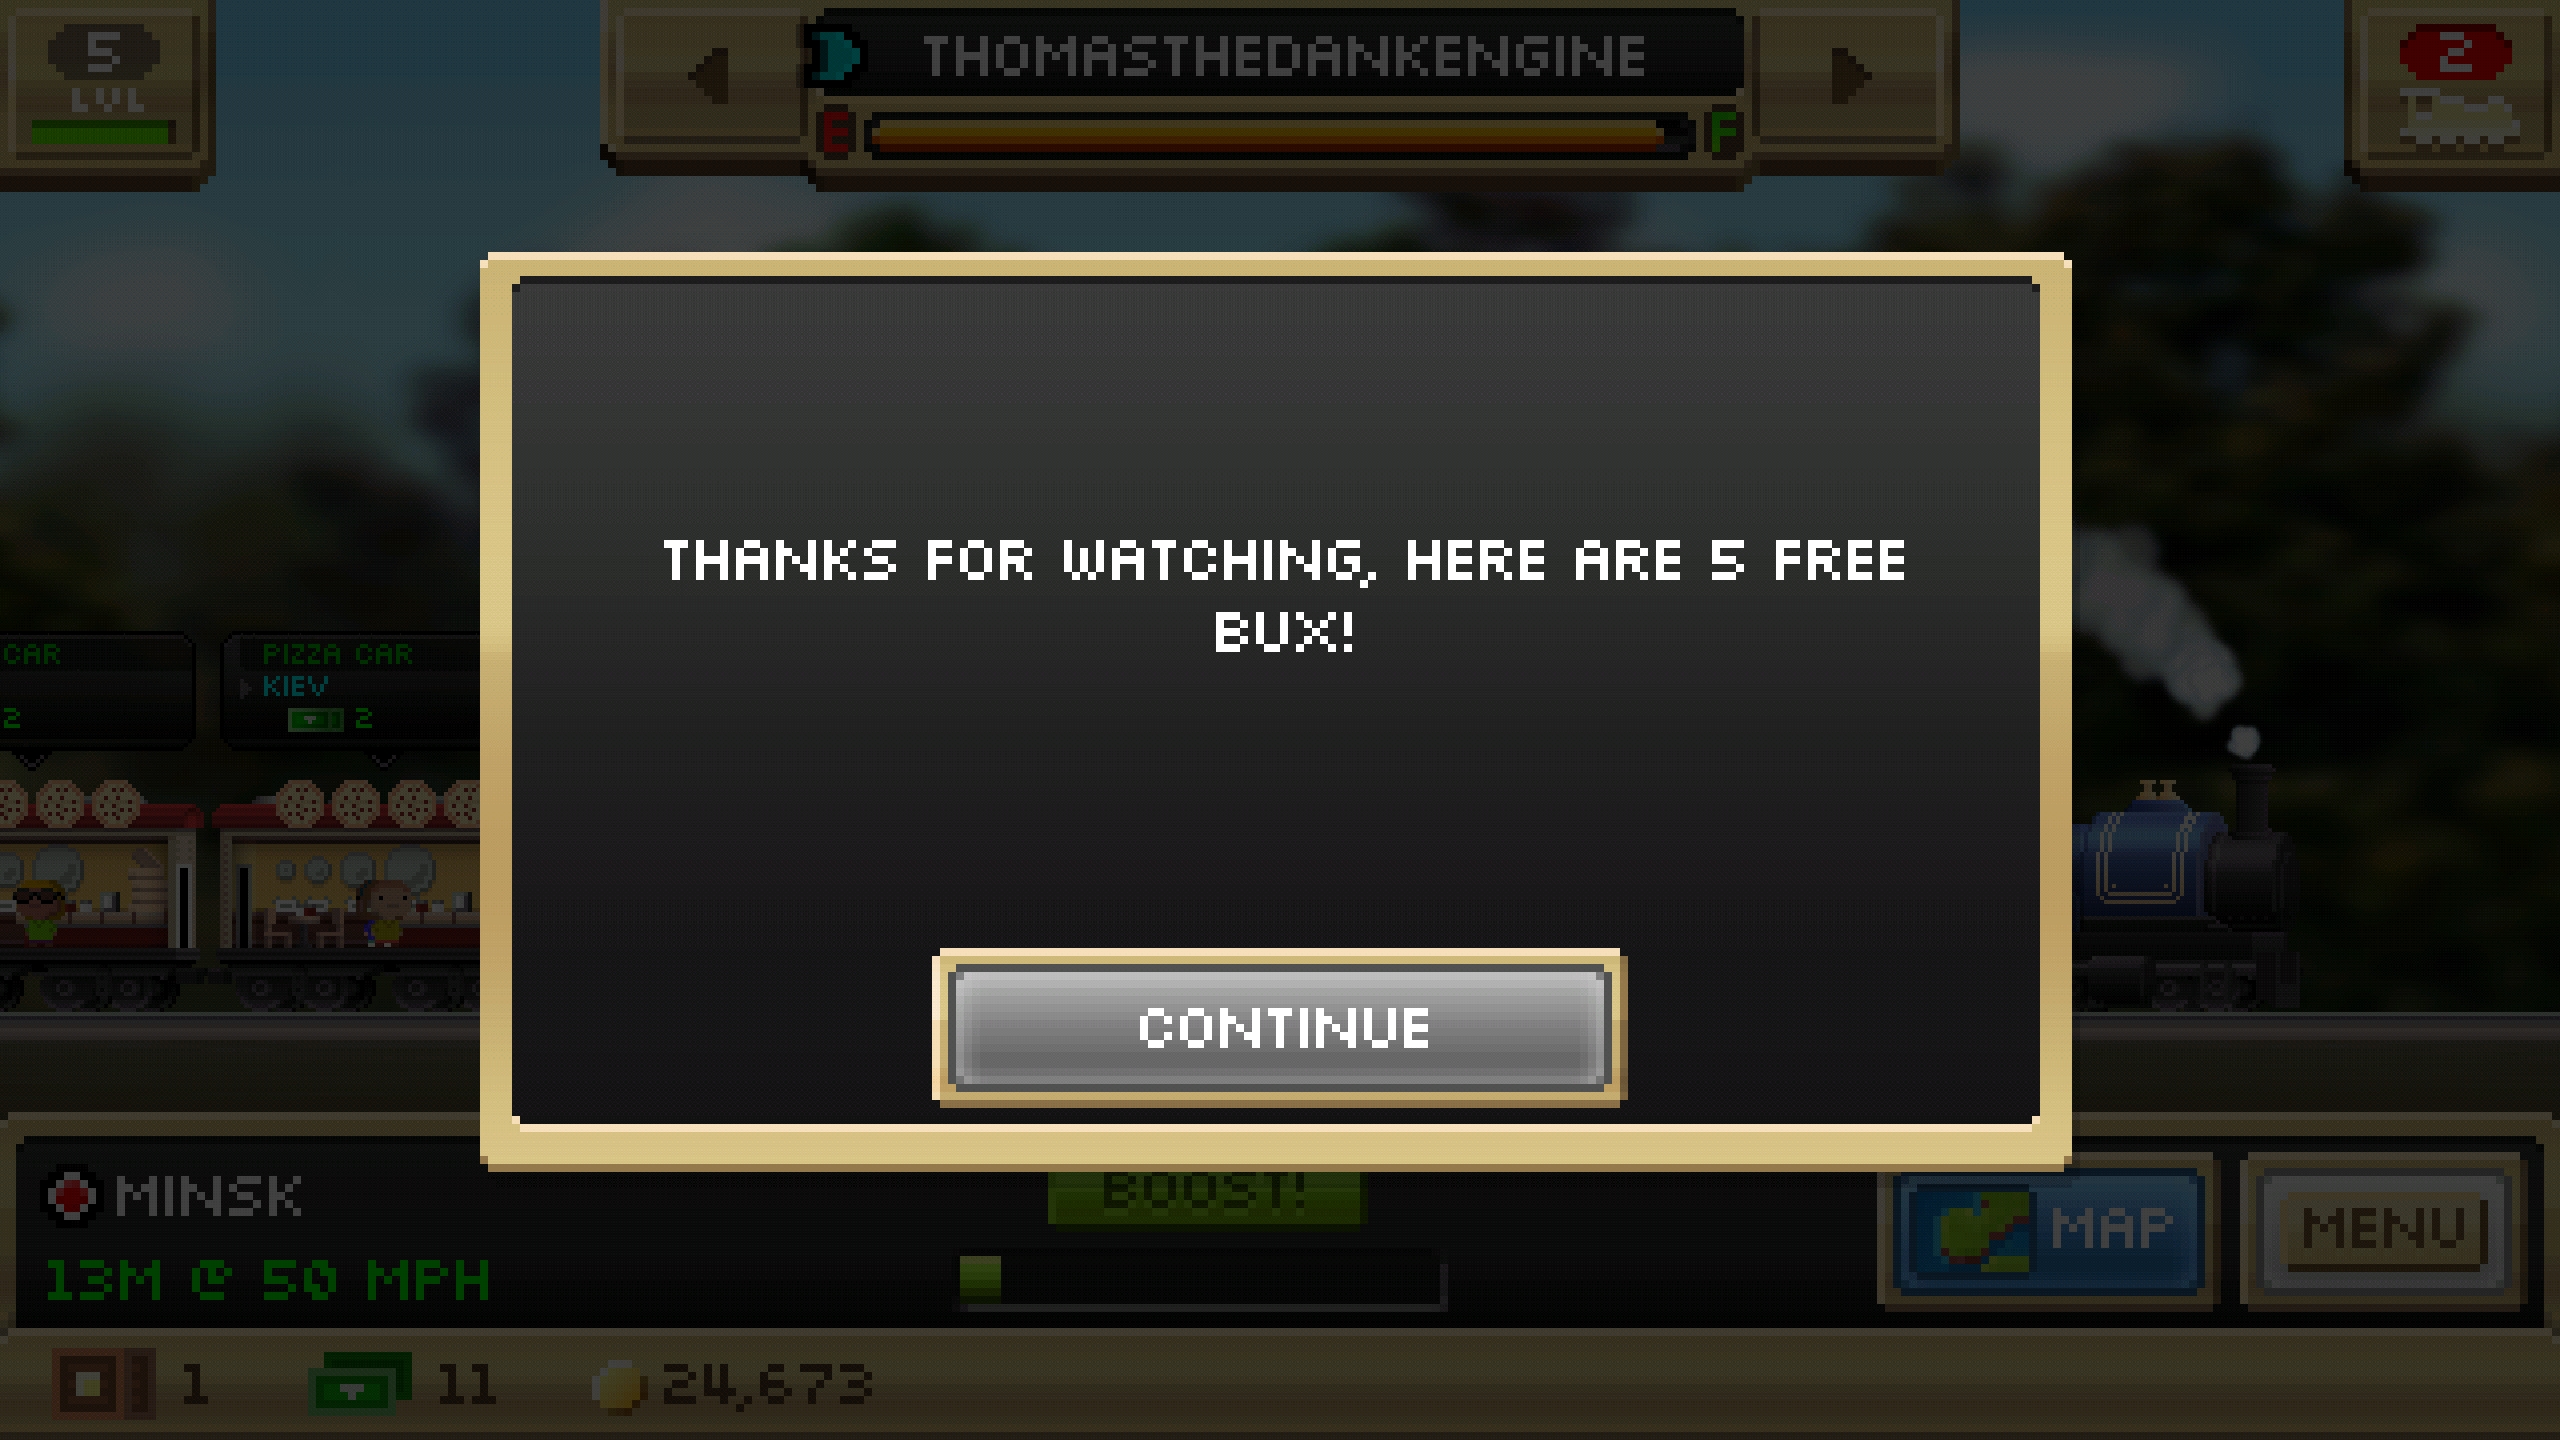 5
LVL
THOMASTHEDANKENGINE
E F
2
THANKS FOR WATCHING, HERE ARE 5 FREE
BUX!
CONTINUE
CAR
2
PIZZA CAR
KIEV
2
MINSK
13M @ 50 MPH
BOOST!
MAP
MENU
1
11
24,673